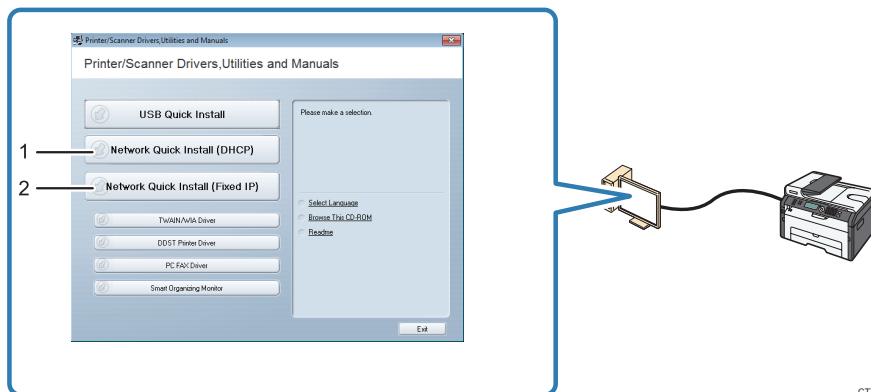 Printer/Scanner Drivers,Utilities and Manuals
Printer/Scanner Drivers,Utilities and Manuals
USB Quick Install
Please make a selection.
1
Network Quick Install (DHCP)
2
Network Quick Install (Fixed IP)
Select Language
TWAIN/WIA Driver
Browse This CD-ROM
Readme
DDST Printer Driver
PC FAX Driver
Smart Organizing Monitor
Exit